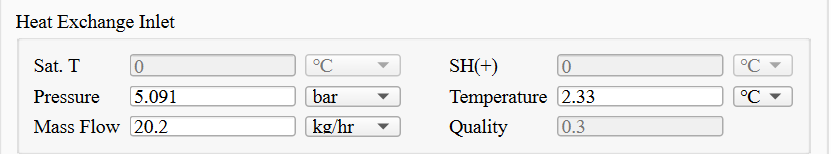 Heat Exchange Inlet
Sat. T 0 °C SH(+) 0 °C
Pressure 5.091 bar Temperature 2.33 °C
Mass Flow 20.2 kg/hr Quality 0.3